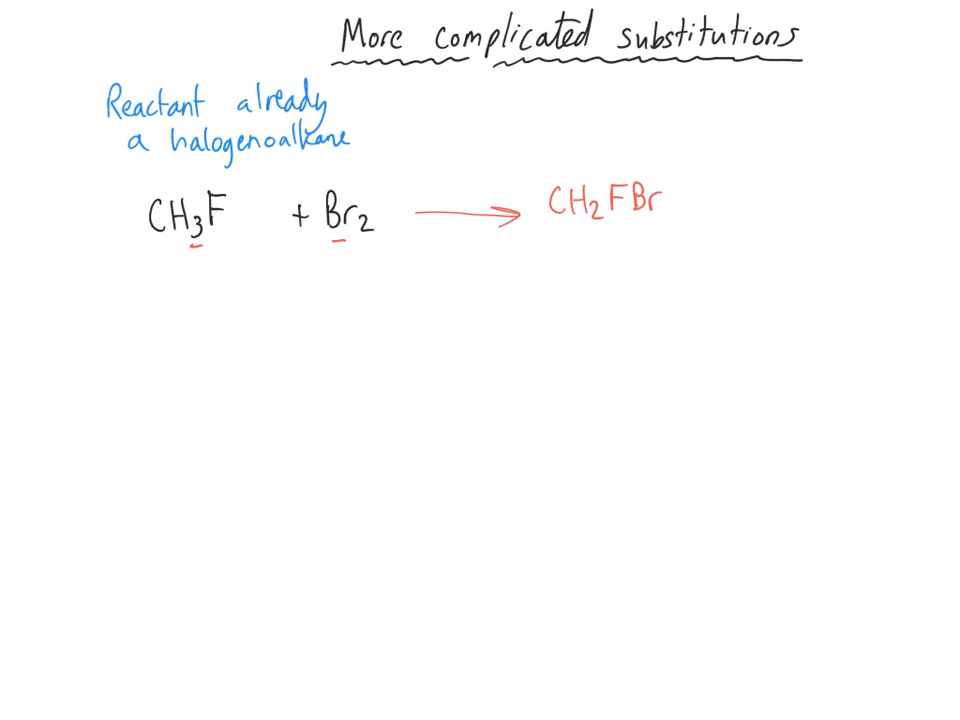 More complicated substitutions
Reactant already
a halogenoalkane
CH₃F + Br₂ → CH₂FBr